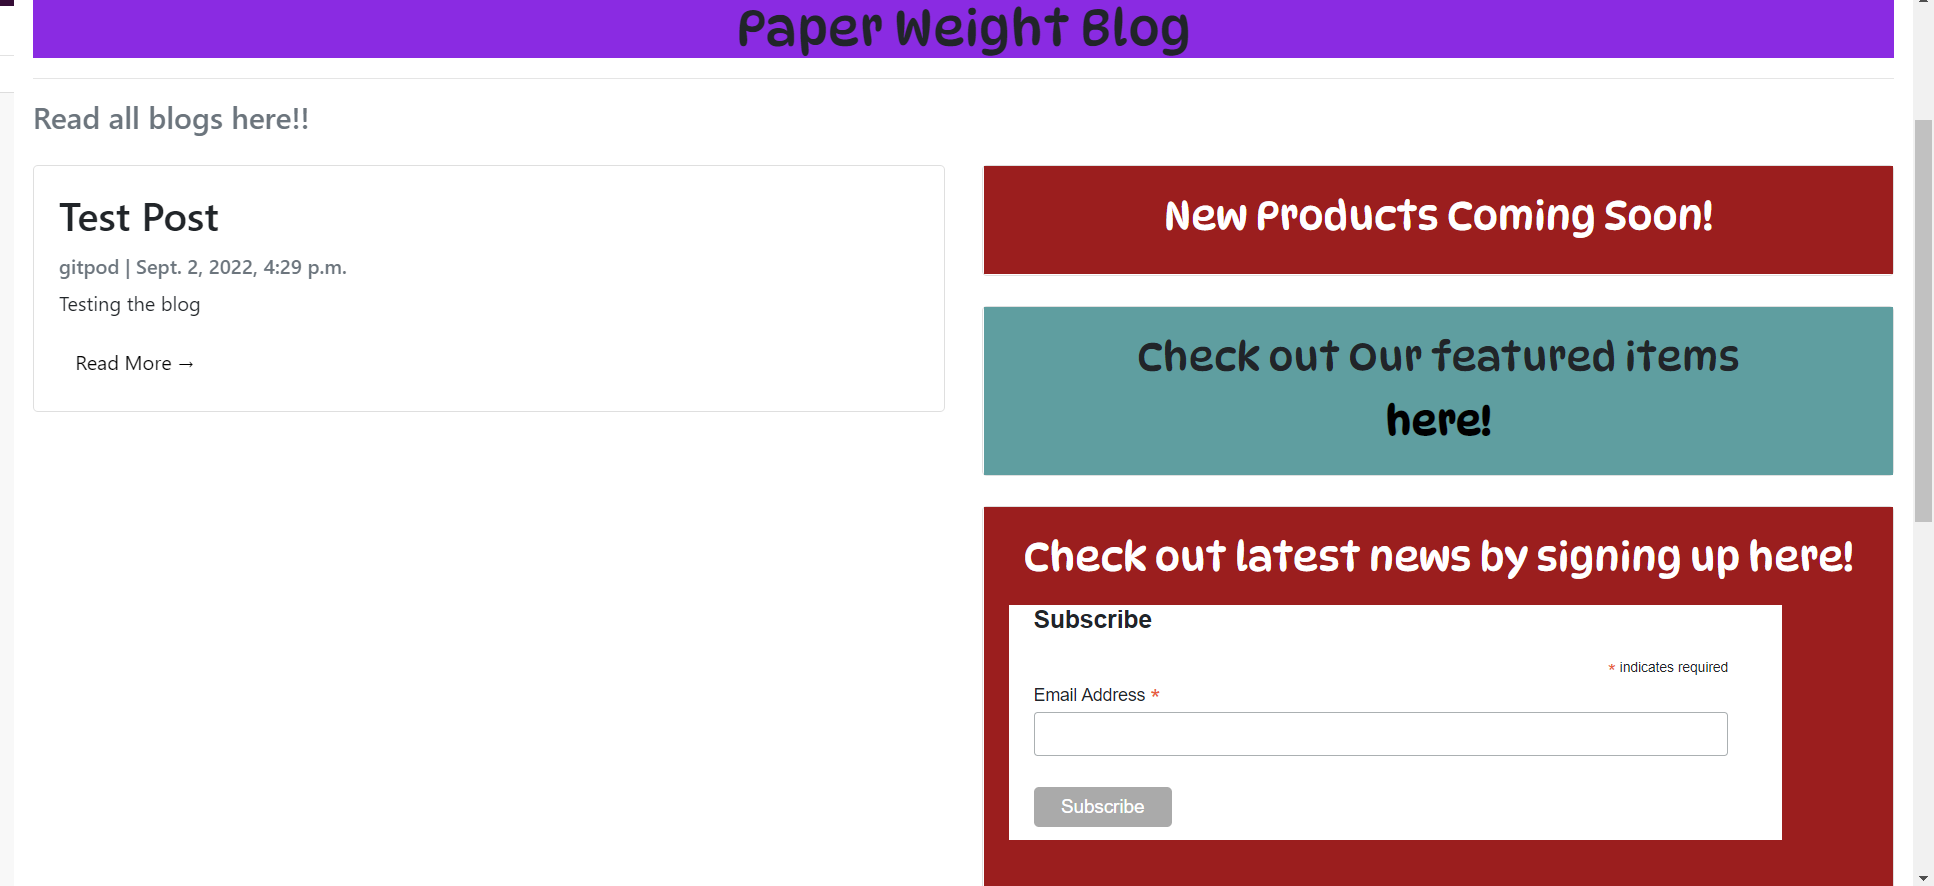 Paper Weight Blog
Read all blogs here!!
Test Post
gitpod | Sept. 2, 2022, 4:29 p.m.
Testing the blog
Read More →
New Products Coming Soon!
Check out Our featured items
here!
Check out latest news by signing up here!
Subscribe
* indicates required
Email Address *
Subscribe